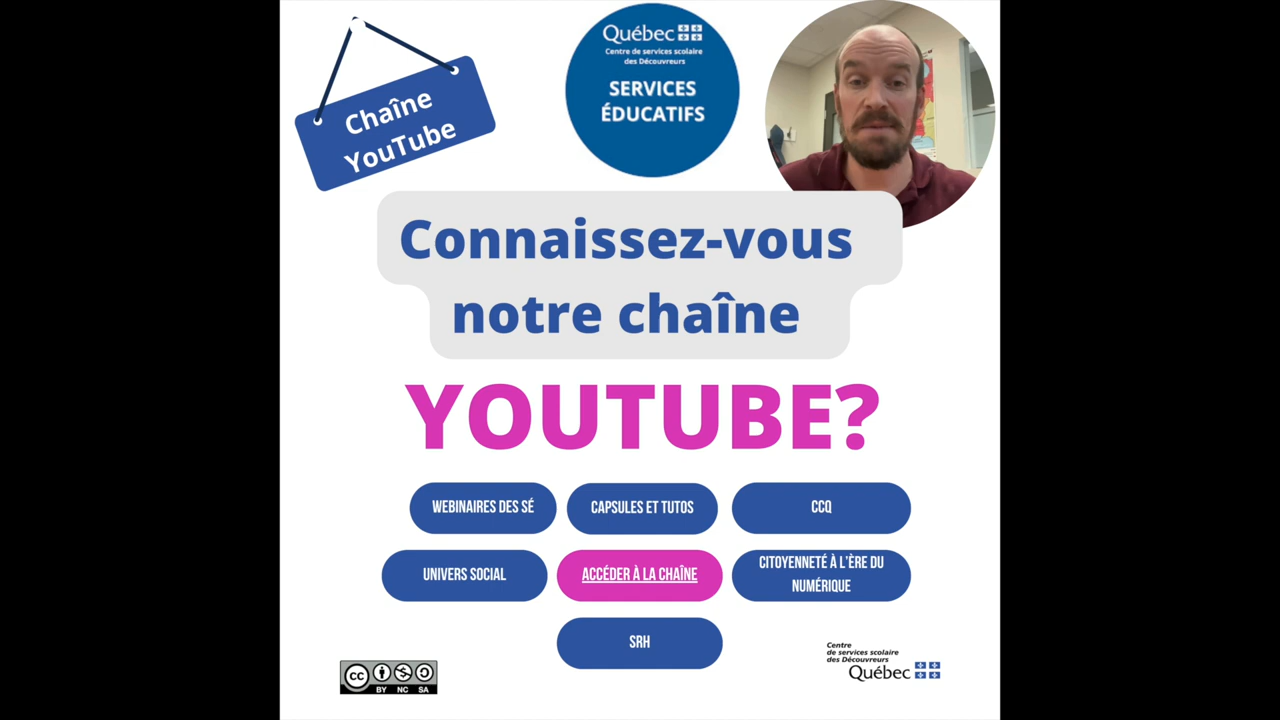 Chaîne
YouTube
Québec
Centre de services scolaire
des Découvreurs
SERVICES
ÉDUCATIFS
Connaissez-vous
notre chaîne
YOUTUBE?
WEBINAIRES DES SÉ
CAPSULES ET TUTOS
CCQ
UNIVERS SOCIAL
ACCÉDER À LA CHAÎNE
CITOYENNETÉ À L'ÈRE DU
NUMÉRIQUE
SRH
cc
BY NC SA
Centre
de services scolaire
des Découvreurs
Québec